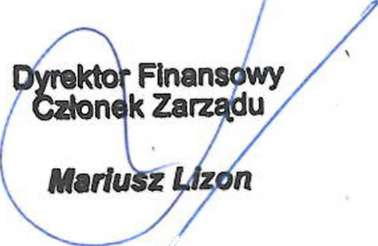 Dyrektor Finansowy
Członek Zarządu
Mariusz Lizon